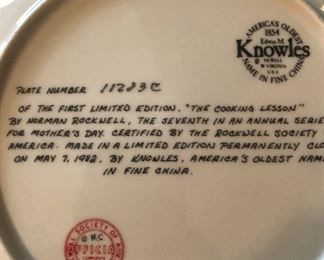 AMERICA'S OLDEST
1854
Edwin M.
Knowles
NEWELL
W. VIRGINIA
U.S.A.
NAME IN FINE CHINA
PLATE NUMBER 11283C
OF THE FIRST LIMITED EDITION, "THE COOKING LESSON"
BY NORMAN ROCKWELL, THE SEVENTH IN AN ANNUAL SERIE
FOR MOTHER'S DAY. CERTIFIED BY THE ROCKWELL SOCIETY
AMERICA. MADE IN A LIMITED EDITION PERMANENTLY CLO
ON MAY 7, 1982, BY KNOWLES, AMERICA'S OLDEST NAM
IN FINE CHINA.
L SOCIETY OF A
© M.C.
FFICIA